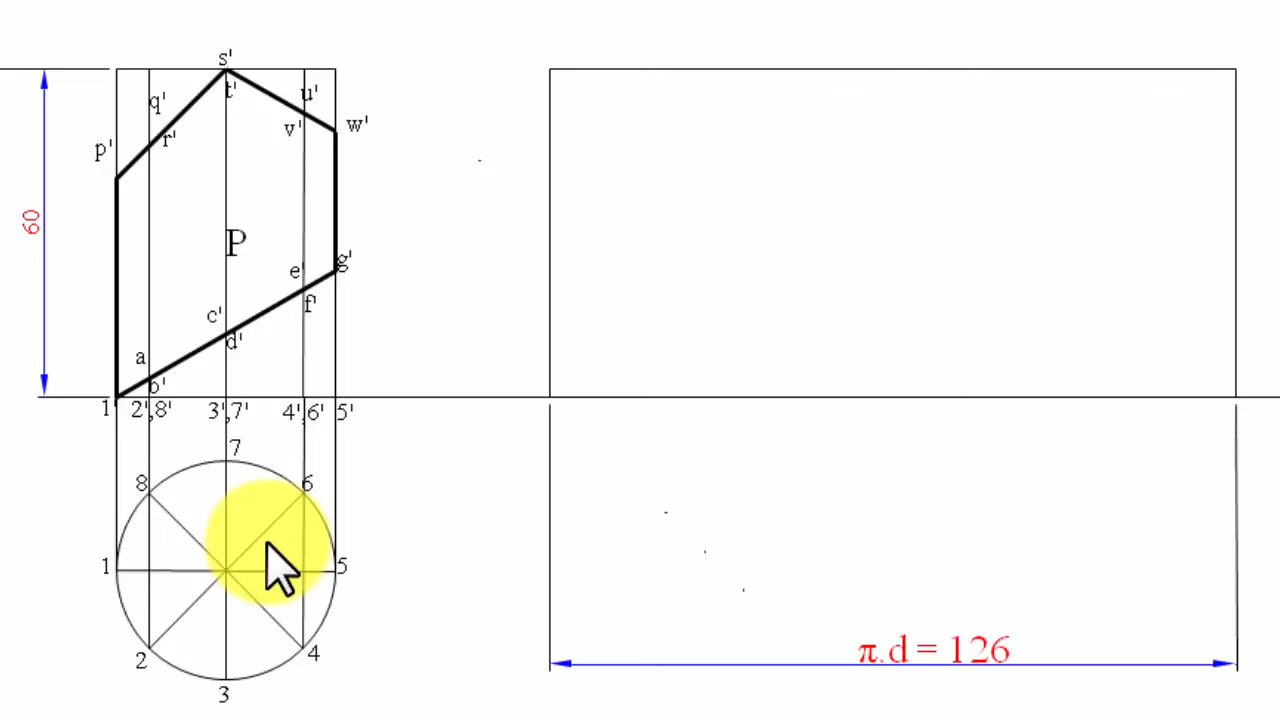 s'
t'
q'
u'
r'
v'
w'
p'
60
P
g'
e'
f'
c'
d'
a
b'
1'
2',8'
3',7'
4',6'
5'
7
8
6
1
5
2
4
3
π.d = 126